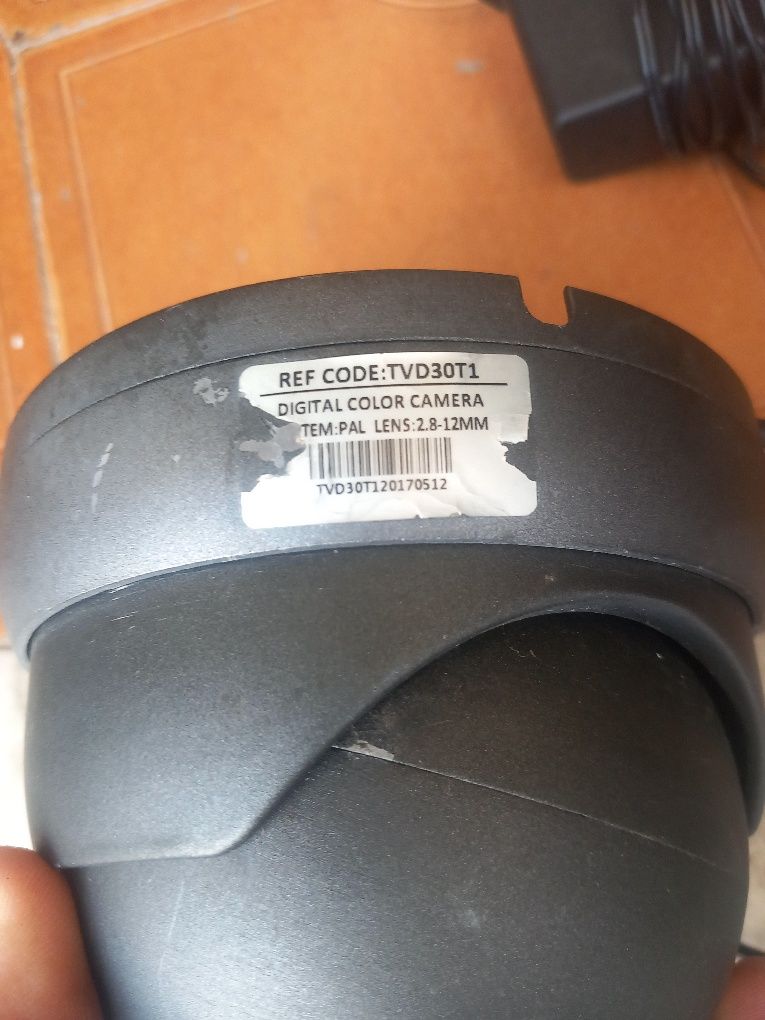 REF CODE:TVD30T1
DIGITAL COLOR CAMERA
TEM:PAL LENS:2.8-12MM
TVD30T120170512